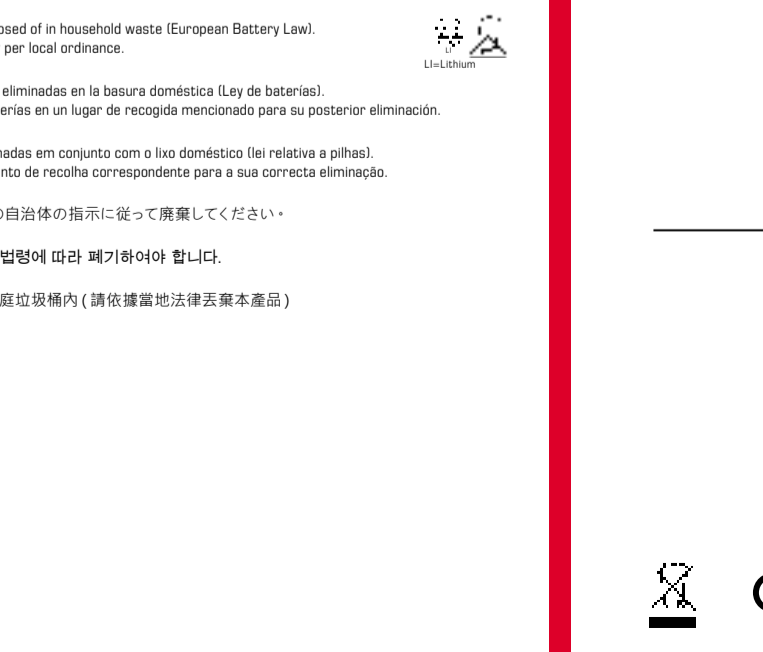 osed of in household waste (European Battery Law).
per local ordinance.
LI
LI=Lithium
eliminadas en la basura doméstica (Ley de baterías).
erías en un lugar de recogida mencionado para su posterior eliminación.
nadas em conjunto com o lixo doméstico (lei relativa a pilhas).
nto de recolha correspondente para a sua correcta eliminação.
の自治体の指示に従って廃棄してください。
법령에 따라 폐기하여야 합니다.
庭垃圾桶內 ( 請依據當地法律丟棄本產品 )